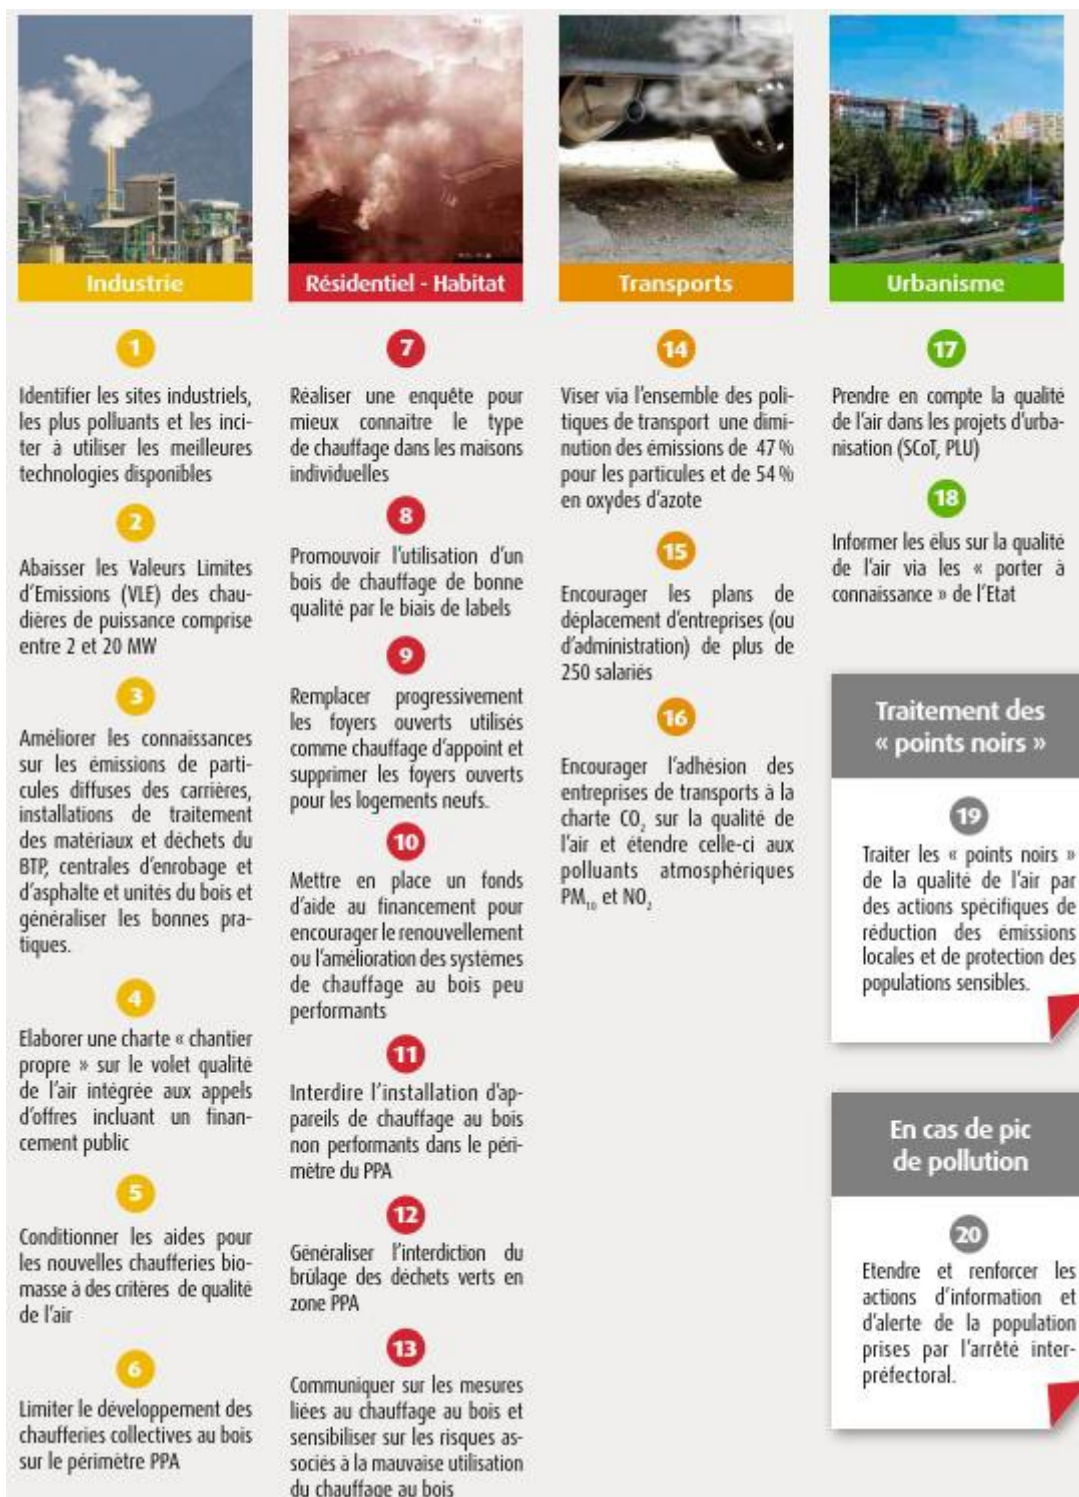 Industrie
1
Identifier les sites industriels,
les plus polluants et les inci-
ter à utiliser les meilleures
technologies disponibles
2
Abaisser les Valeurs Limites
d'Emissions (VLE) des chau-
dières de puissance comprise
entre 2 et 20 MW
3
Améliorer les connaissances
sur les émissions de parti-
cules diffuses des carrières,
installations de traitement
des matériaux et déchets du
BTP, centrales d'enrobage et
d'asphalte et unités du bois et
généraliser les bonnes pra-
tiques.
4
Elaborer une charte « chantier
propre » sur le volet qualité
de l'air intégrée aux appels
d'offres incluant un finan-
cement public
5
Conditionner les aides pour
les nouvelles chaufferies bio-
masse à des critères de qualité
de l'air
6
Limiter le développement des
chaufferies collectives au bois
sur le périmètre PPA
Résidentiel - Habitat
7
Réaliser une enquête pour
mieux connaître le type
de chauffage dans les maisons
individuelles
8
Promouvoir l'utilisation d'un
bois de chauffage de bonne
qualité par le biais de labels
9
Remplacer progressivement
les foyers ouverts utilisés
comme chauffage d'appoint et
supprimer les foyers ouverts
pour les logements neufs.
10
Mettre en place un fonds
d'aide au financement pour
encourager le renouvellement
ou l'amélioration des systèmes
de chauffage au bois peu
performants
11
Interdire l'installation d'ap-
pareils de chauffage au bois
non performants dans le péri-
mètre du PPA
12
Généraliser l'interdiction du
brûlage des déchets verts en
zone PPA
13
Communiquer sur les mesures
liées au chauffage au bois et
sensibiliser sur les risques as-
sociés à la mauvaise utilisation
du chauffage au bois
Transports
14
Viser via l'ensemble des poli-
tiques de transport une dimi-
nution des émissions de 47 %
pour les particules et de 54 %
en oxydes d'azote
15
Encourager les plans de
déplacement d'entreprises (ou
d'administration) de plus de
250 salariés
16
Encourager l'adhésion des
entreprises de transports à la
charte CO₂ sur la qualité de
l'air et étendre celle-ci aux
polluants atmosphériques
PM₁₀ et NO₂
Urbanisme
17
Prendre en compte la qualité
de l'air dans les projets d'urba-
nisation (SCoT, PLU)
18
Informer les élus sur la qualité
de l'air via les « porter à
connaissance » de l'Etat
Traitement des
« points noirs »
19
Traiter les « points noirs »
de la qualité de l'air par
des actions spécifiques de
réduction des émissions
locales et de protection des
populations sensibles.
En cas de pic
de pollution
20
Etendre et renforcer les
actions d'information et
d'alerte de la population
prises par l'arrêté inter-
préfectoral.